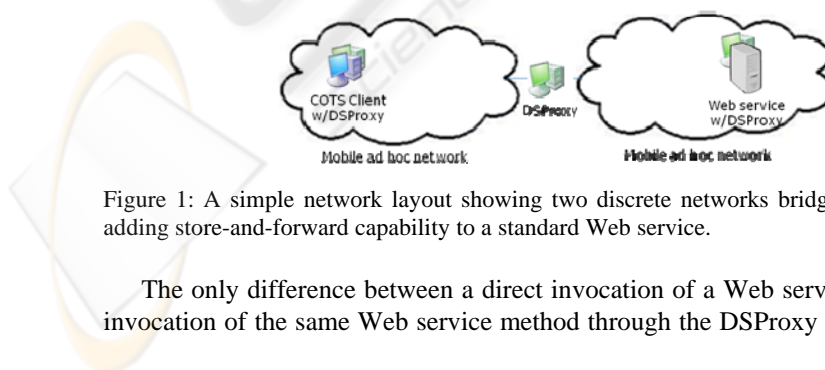 COTS Client
w/DSProxy
DSProxy
Web service
w/DSProxy
Mobile ad hoc network
Mobile ad hoc network
Figure 1: A simple network layout showing two discrete networks
adding store-and-forward capability to a standard Web service.
The only difference between a direct invocation of a Web
invocation of the same Web service method through the DSProxy